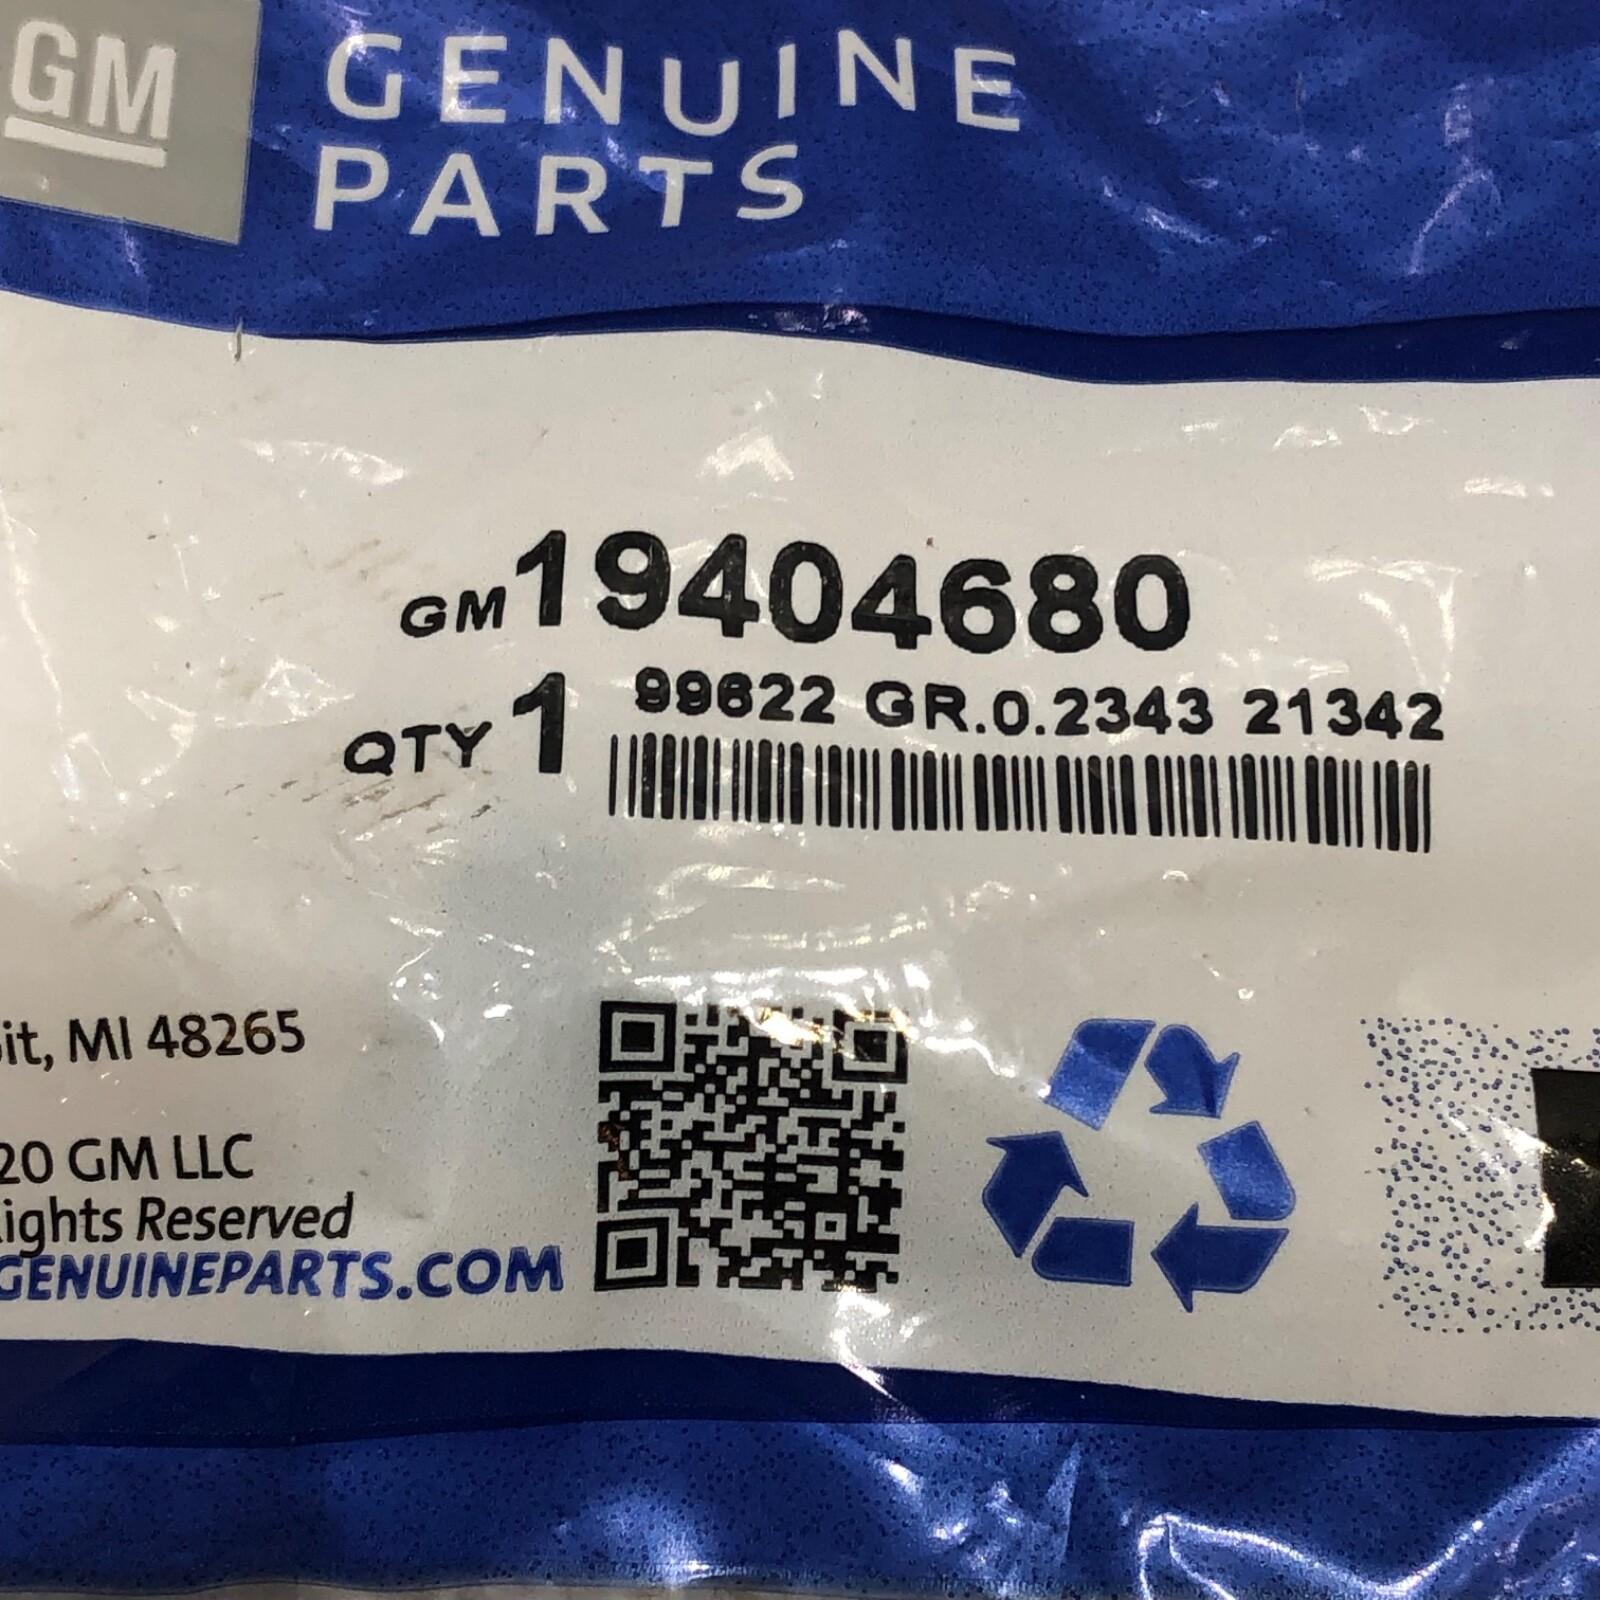 GM
GENUINE
PARTS
GM 19404680
QTY 1 99622 GR.0.2343 21342
it, MI 48265
20 GM LLC
ights Reserved
GENUINEPARTS.COM